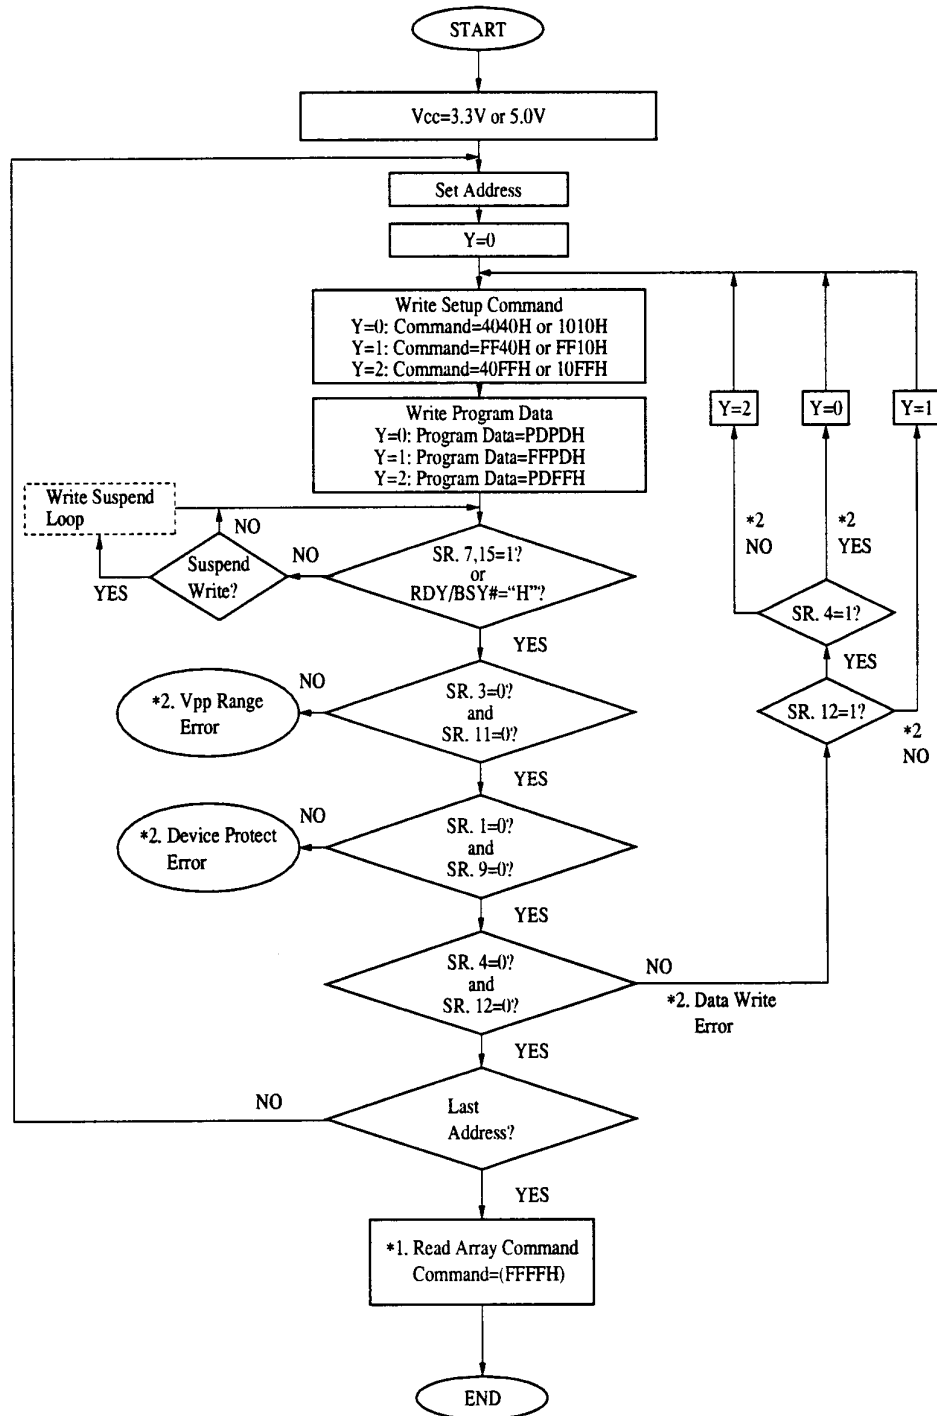 START
Vcc=3.3V or 5.0V
Set Address
Y=0
Write Setup Command
Y=0: Command=4040H or 1010H
Y=1: Command=FF40H or FF10H
Y=2: Command=40FFH or 10FFH
Y=2
Y=0
Y=1
Write Program Data
Y=0: Program Data=PDPDH
Y=1: Program Data=FFPDH
Y=2: Program Data=PDFFH
Write Suspend
Loop
NO
YES
Suspend
Write?
NO
SR. 7,15=1?
or
RDY/BSY#="H"?
*2
NO
*2
YES
SR. 4=1?
YES
YES
SR. 12=1?
*2
NO
*2. Vpp Range
Error
NO
SR. 3=0?
and
SR. 11=0?
YES
*2. Device Protect
Error
NO
SR. 1=0?
and
SR. 9=0?
YES
SR. 4=0?
and
SR. 12=0?
NO
*2. Data Write
Error
YES
NO
Last
Address?
YES
*1. Read Array Command
Command=(FFFFH)
END